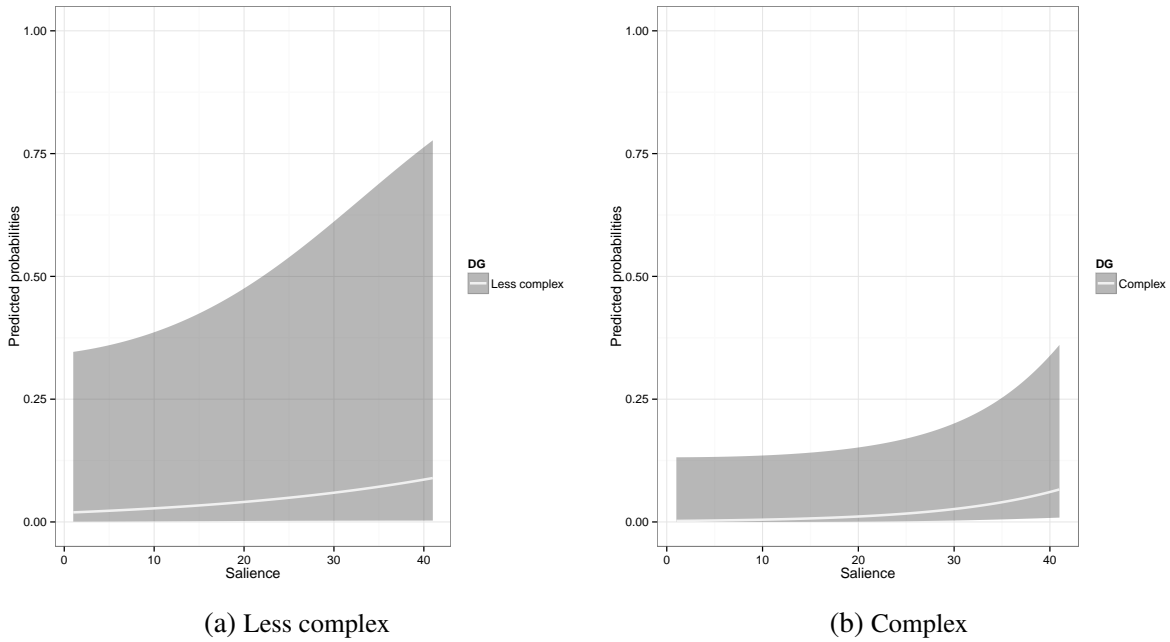 1.00
0.75
0.50
0.25
0.00
Predicted probabilities
0 10 20 30 40
Salience
DG
Less complex
(a) Less complex
1.00
0.75
0.50
0.25
0.00
Predicted probabilities
0 10 20 30 40
Salience
DG
Complex
(b) Complex